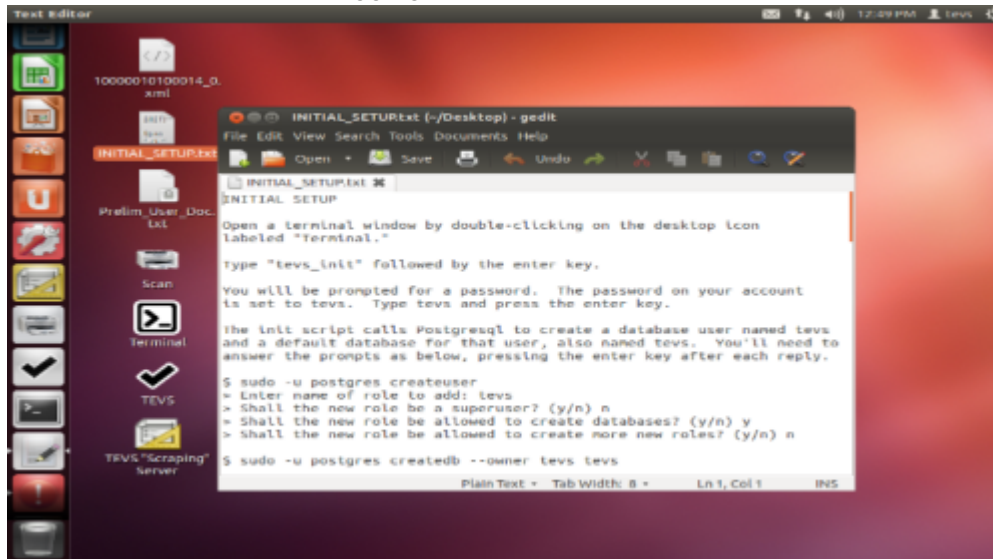 Text Editor
12:49 PM
tevs
10000010100014_0.
xml
INITIAL_SETUP.txt
Prelim_User_Doc.
txt
Scan
Terminal
TEVS
TEVS "Scraping"
Server
INITIAL_SETUP.txt (~/Desktop) - gedit
File Edit View Search Tools Documents Help
Open Save Undo
INITIAL_SETUP.txt
INITIAL SETUP
Open a terminal window by double-clicking on the desktop icon
labeled "Terminal."
Type "tevs_init" followed by the enter key.
You will be prompted for a password.  The password on your account
is set to tevs.  Type tevs and press the enter key.
The init script calls Postgresql to create a database user named tevs
and a default database for that user, also named tevs.  You'll need to
answer the prompts as below, pressing the enter key after each reply.
$ sudo -u postgres createuser
> Enter name of role to add: tevs
> Shall the new role be a superuser? (y/n) n
> Shall the new role be allowed to create databases? (y/n) y
> Shall the new role be allowed to create more new roles? (y/n) n
$ sudo -u postgres createdb --owner tevs tevs
Plain Text Tab Width: 8 Ln 1, Col 1 INS